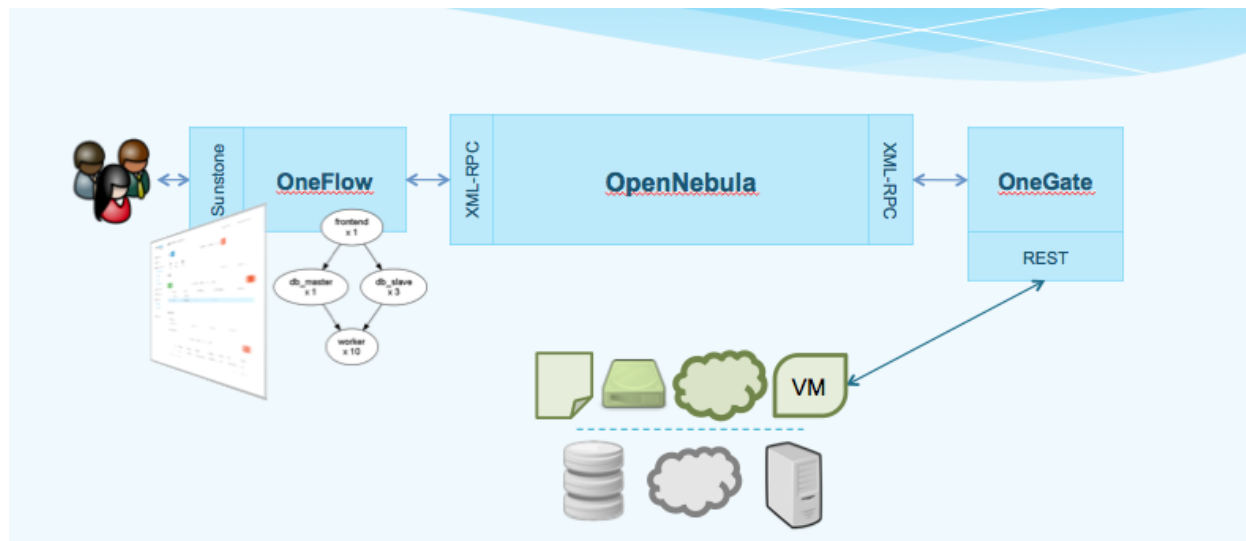 Sunstone
OneFlow
XML-RPC
OpenNebula
XML-RPC
OneGate
REST
frontend
x 1
db_master
x 1
db_slave
x 3
worker
x 10
VM